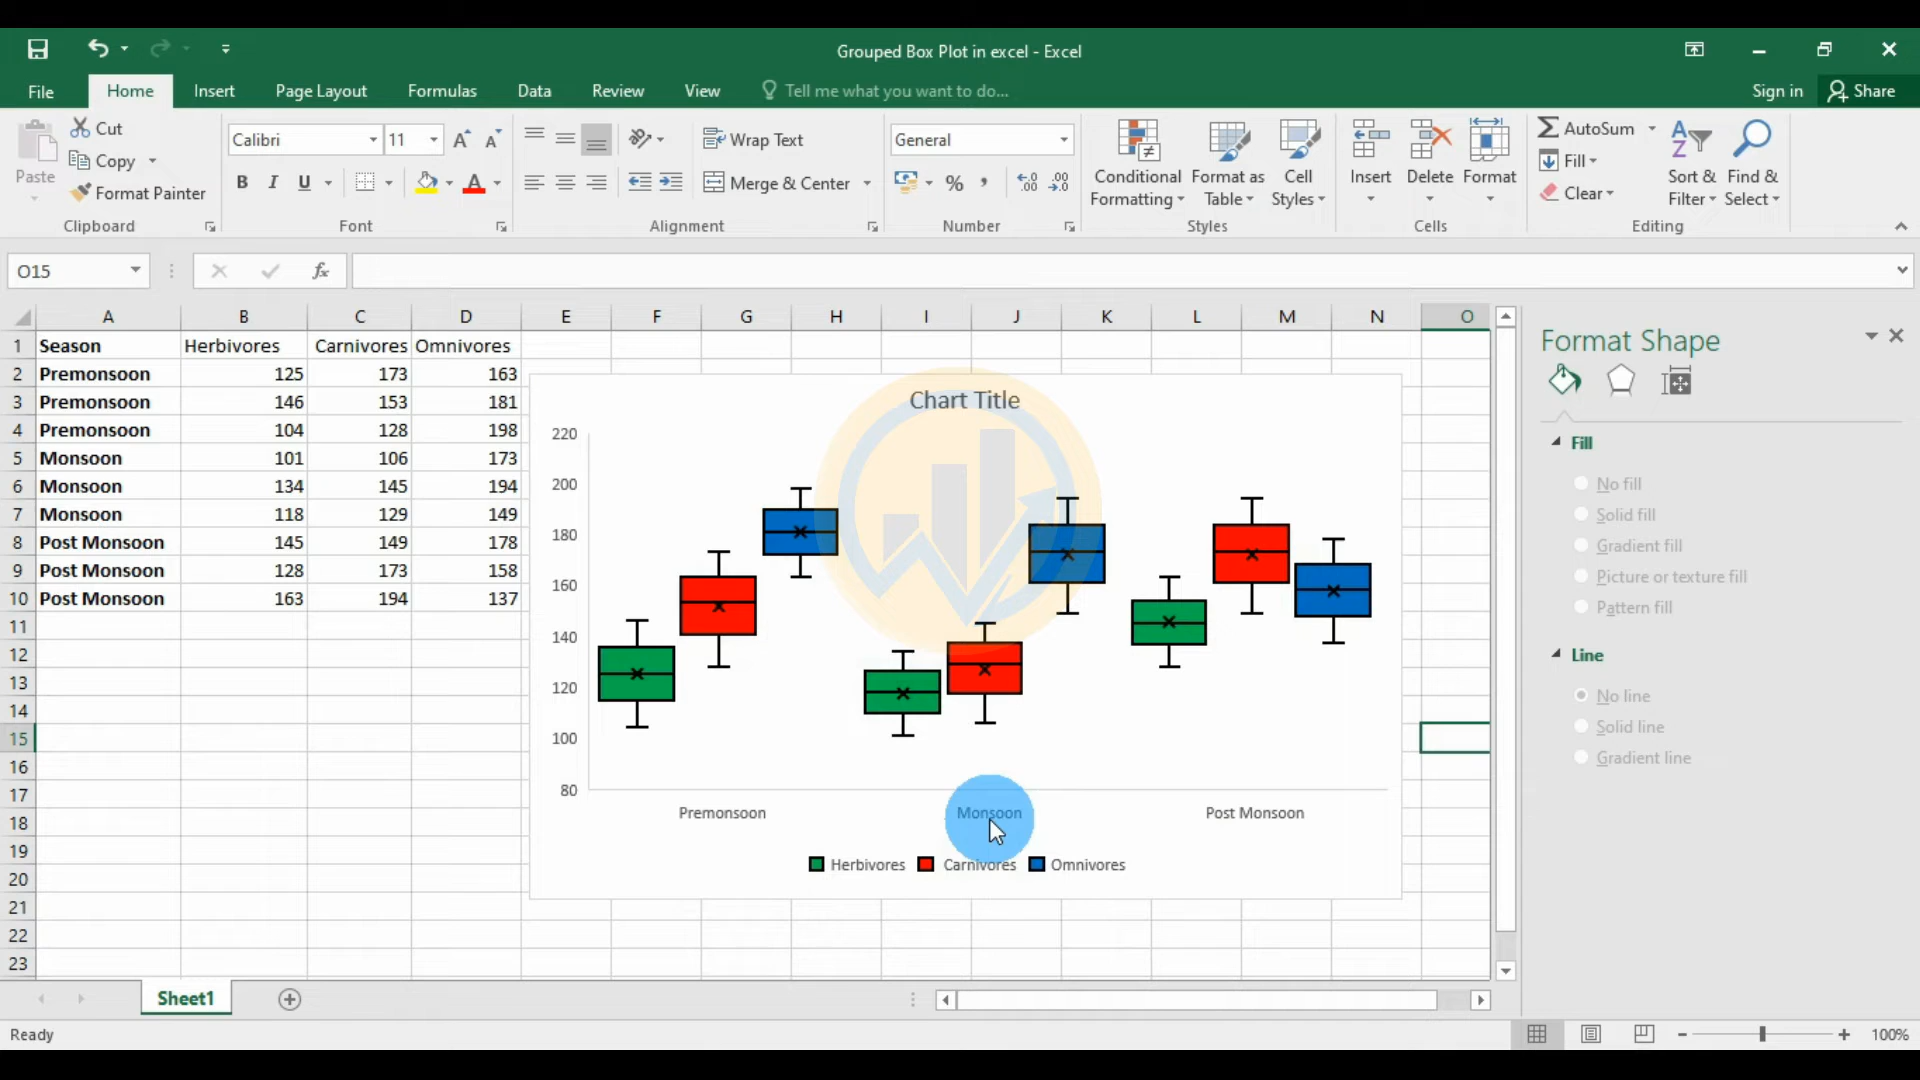 Grouped Box Plot in excel - Excel
File Home Insert Page Layout Formulas Data Review View Tell me what you want to do... Sign in Share
Paste Cut Copy Format Painter Clipboard
Calibri 11 B I U A Font
Wrap Text Merge & Center Alignment
General % Number
Conditional Formatting Format as Table Cell Styles Styles
Insert Delete Format Cells
AutoSum Fill Clear Sort & Filter Find & Select Editing
O15 fx
A B C D E F G H I J K L M N O
1 Season Herbivores Carnivores Omnivores
2 Premonsoon 125 173 163
3 Premonsoon 146 153 181
4 Premonsoon 104 128 198
5 Monsoon 101 106 173
6 Monsoon 134 145 194
7 Monsoon 118 129 149
8 Post Monsoon 145 149 178
9 Post Monsoon 128 173 158
10 Post Monsoon 163 194 137
11
12
13
14
15
16
17
18
19
20
21
22
23
Chart Title
220
200
180
160
140
120
100
80
Premonsoon Monsoon Post Monsoon
Herbivores Carnivores Omnivores
Format Shape
Fill
No fill
Solid fill
Gradient fill
Picture or texture fill
Pattern fill
Line
No line
Solid line
Gradient line
Sheet1
Ready 100%